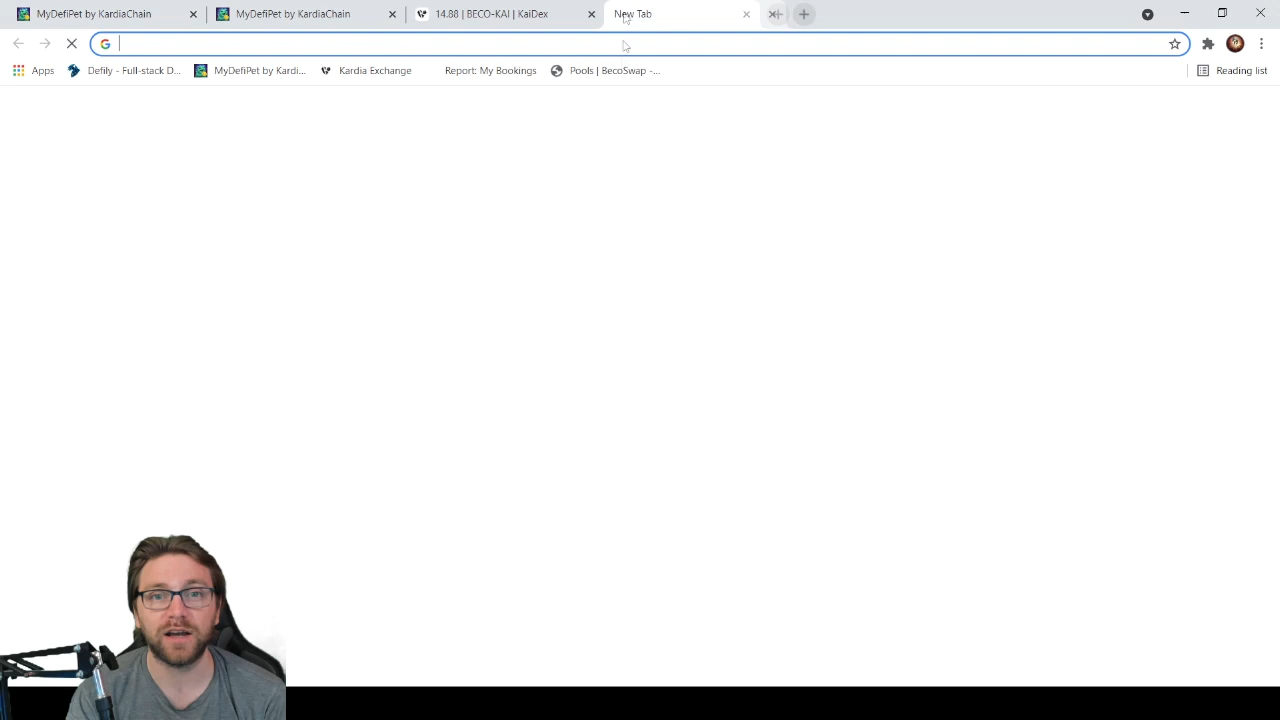 MyDefiPet by KardiaChain
MyDefiPet by KardiaChain
14.88 | BECO-KAI | KaiDex
New Tab
Apps
Defily - Full-stack D...
MyDefiPet by Kardi...
Kardia Exchange
Report: My Bookings
Pools | BecoSwap -...
Reading list